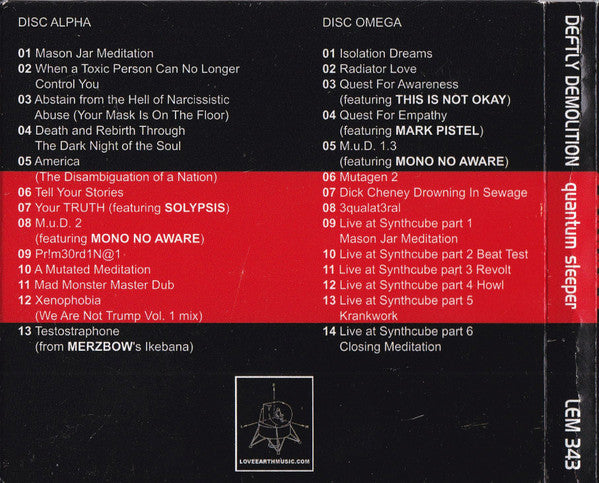 DISC ALPHA
01 Mason Jar Meditation
02 When a Toxic Person Can No Longer
Control You
03 Abstain from the Hell of Narcissistic
Abuse (Your Mask Is On The Floor)
04 Death and Rebirth Through
The Dark Night of the Soul
05 America
(The Disambiguation of a Nation)
06 Tell Your Stories
07 Your TRUTH (featuring SOLYPSIS)
08 M.u.D. 2
(featuring MONO NO AWARE)
09 Pr!m30rd1N@1
10 A Mutated Meditation
11 Mad Monster Master Dub
12 Xenophobia
(We Are Not Trump Vol. 1 mix)
13 Testostraphone
(from MERZBOW's Ikebana)
DISC OMEGA
01 Isolation Dreams
02 Radiator Love
03 Quest For Awareness
(featuring THIS IS NOT OKAY)
04 Quest For Empathy
(featuring MARK PISTEL)
05 M.u.D. 1.3
(featuring MONO NO AWARE)
06 Mutagen 2
07 Dick Cheney Drowning In Sewage
08 3qualat3ral
09 Live at Synthcube part 1
Mason Jar Meditation
10 Live at Synthcube part 2 Beat Test
11 Live at Synthcube part 3 Revolt
12 Live at Synthcube part 4 Howl
13 Live at Synthcube part 5
Krankwork
14 Live at Synthcube part 6
Closing Meditation
LOVEEARTHMUSIC.COM
DEFTLY DEMOLITION quantum sleeper LEM 343